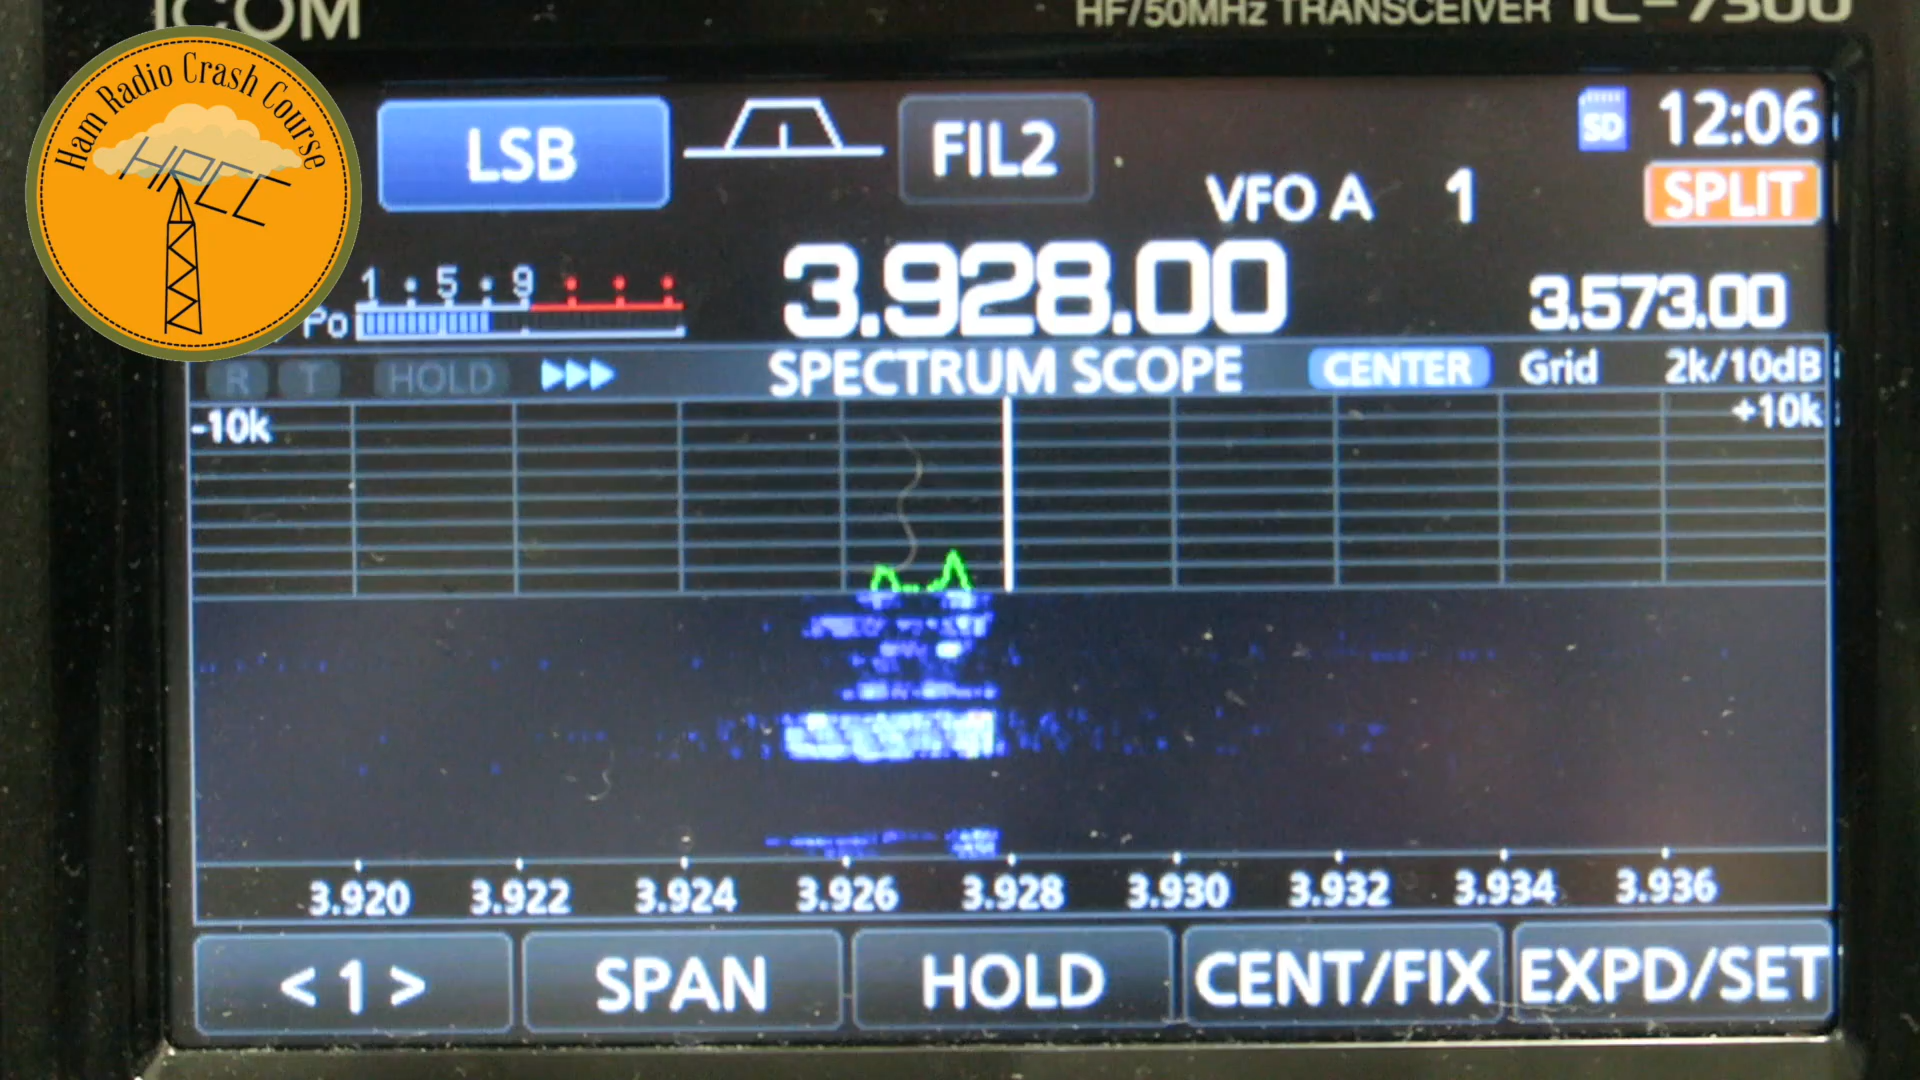 ICOM
HF/50MHz TRANSCEIVER IC-7300
Ham Radio Crash Course
HRCC
LSB
FIL2
SD
12:06
VFO A 1
SPLIT
1 • 5 • 9
Po
3.928.00
3.573.00
R T HOLD
SPECTRUM SCOPE
CENTER
Grid
2k/10dB
-10k
+10k
3.920 3.922 3.924 3.926 3.928 3.930 3.932 3.934 3.936
< 1 >
SPAN
HOLD
CENT/FIX
EXPD/SET